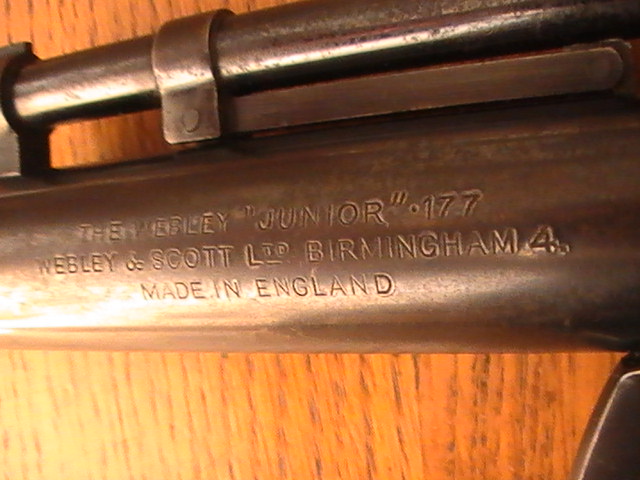 THE WEBLEY "JUNIOR" ·177
WEBLEY & SCOTT LTD BIRMINGHAM 4.
MADE IN ENGLAND